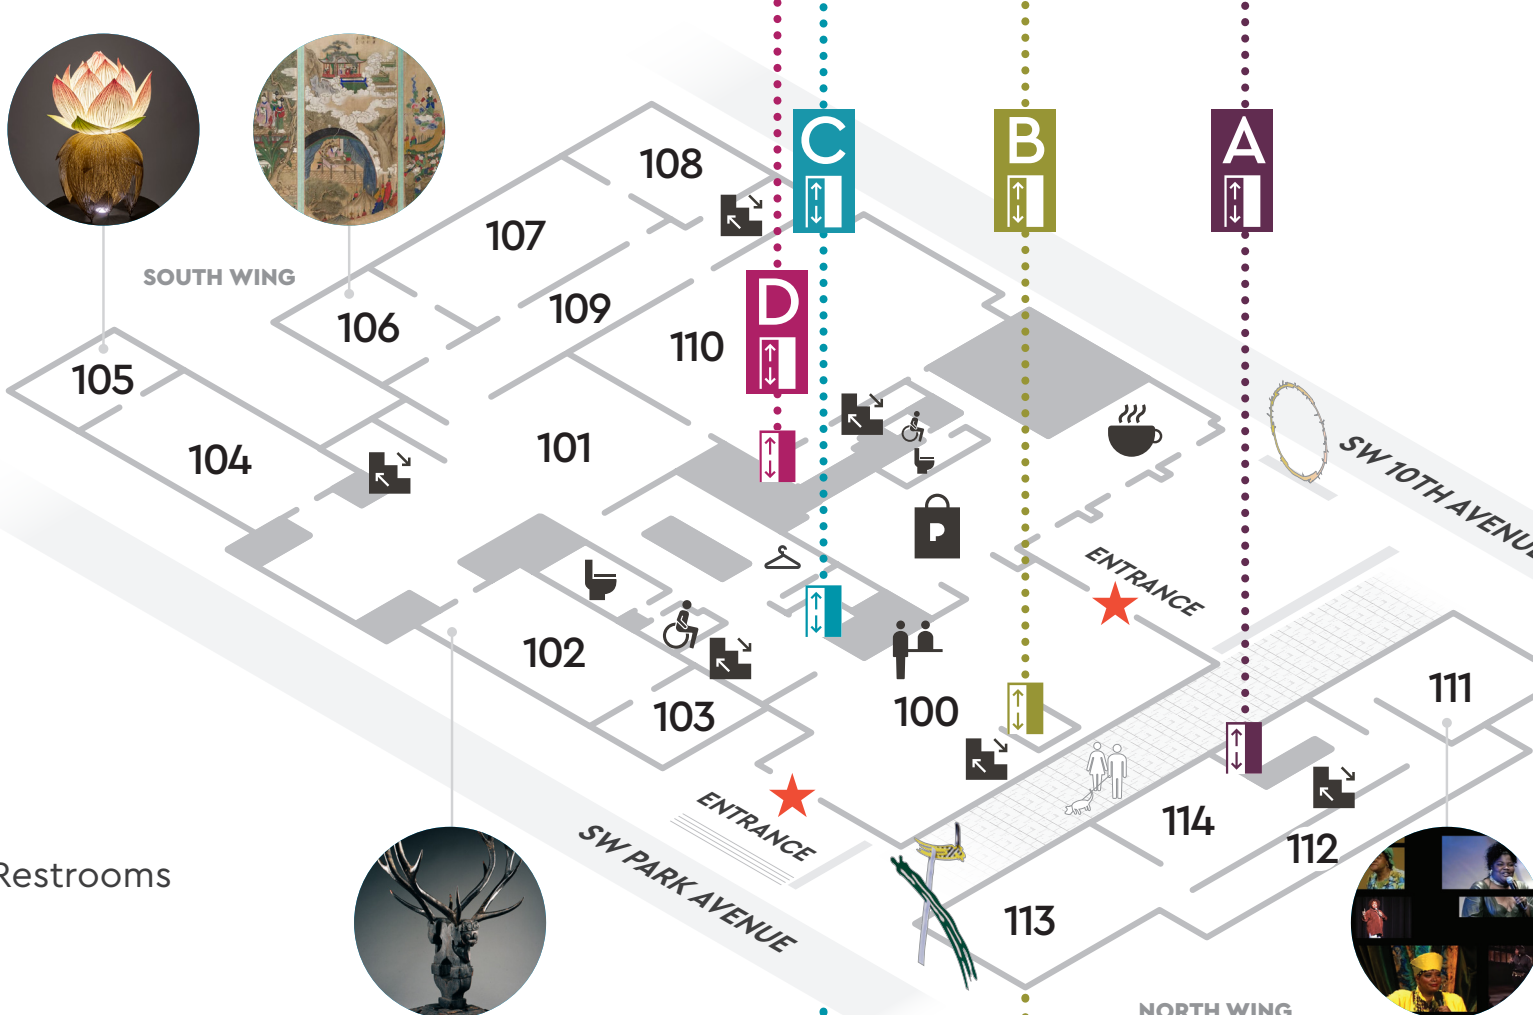 C
B
A
108
107
SOUTH WING
D
109
106
110
105
101
104
SW 10TH AVENUE
P
ENTRANCE
102
111
103
100
114
ENTRANCE
112
SW PARK AVENUE
Restrooms
113
NORTH WING